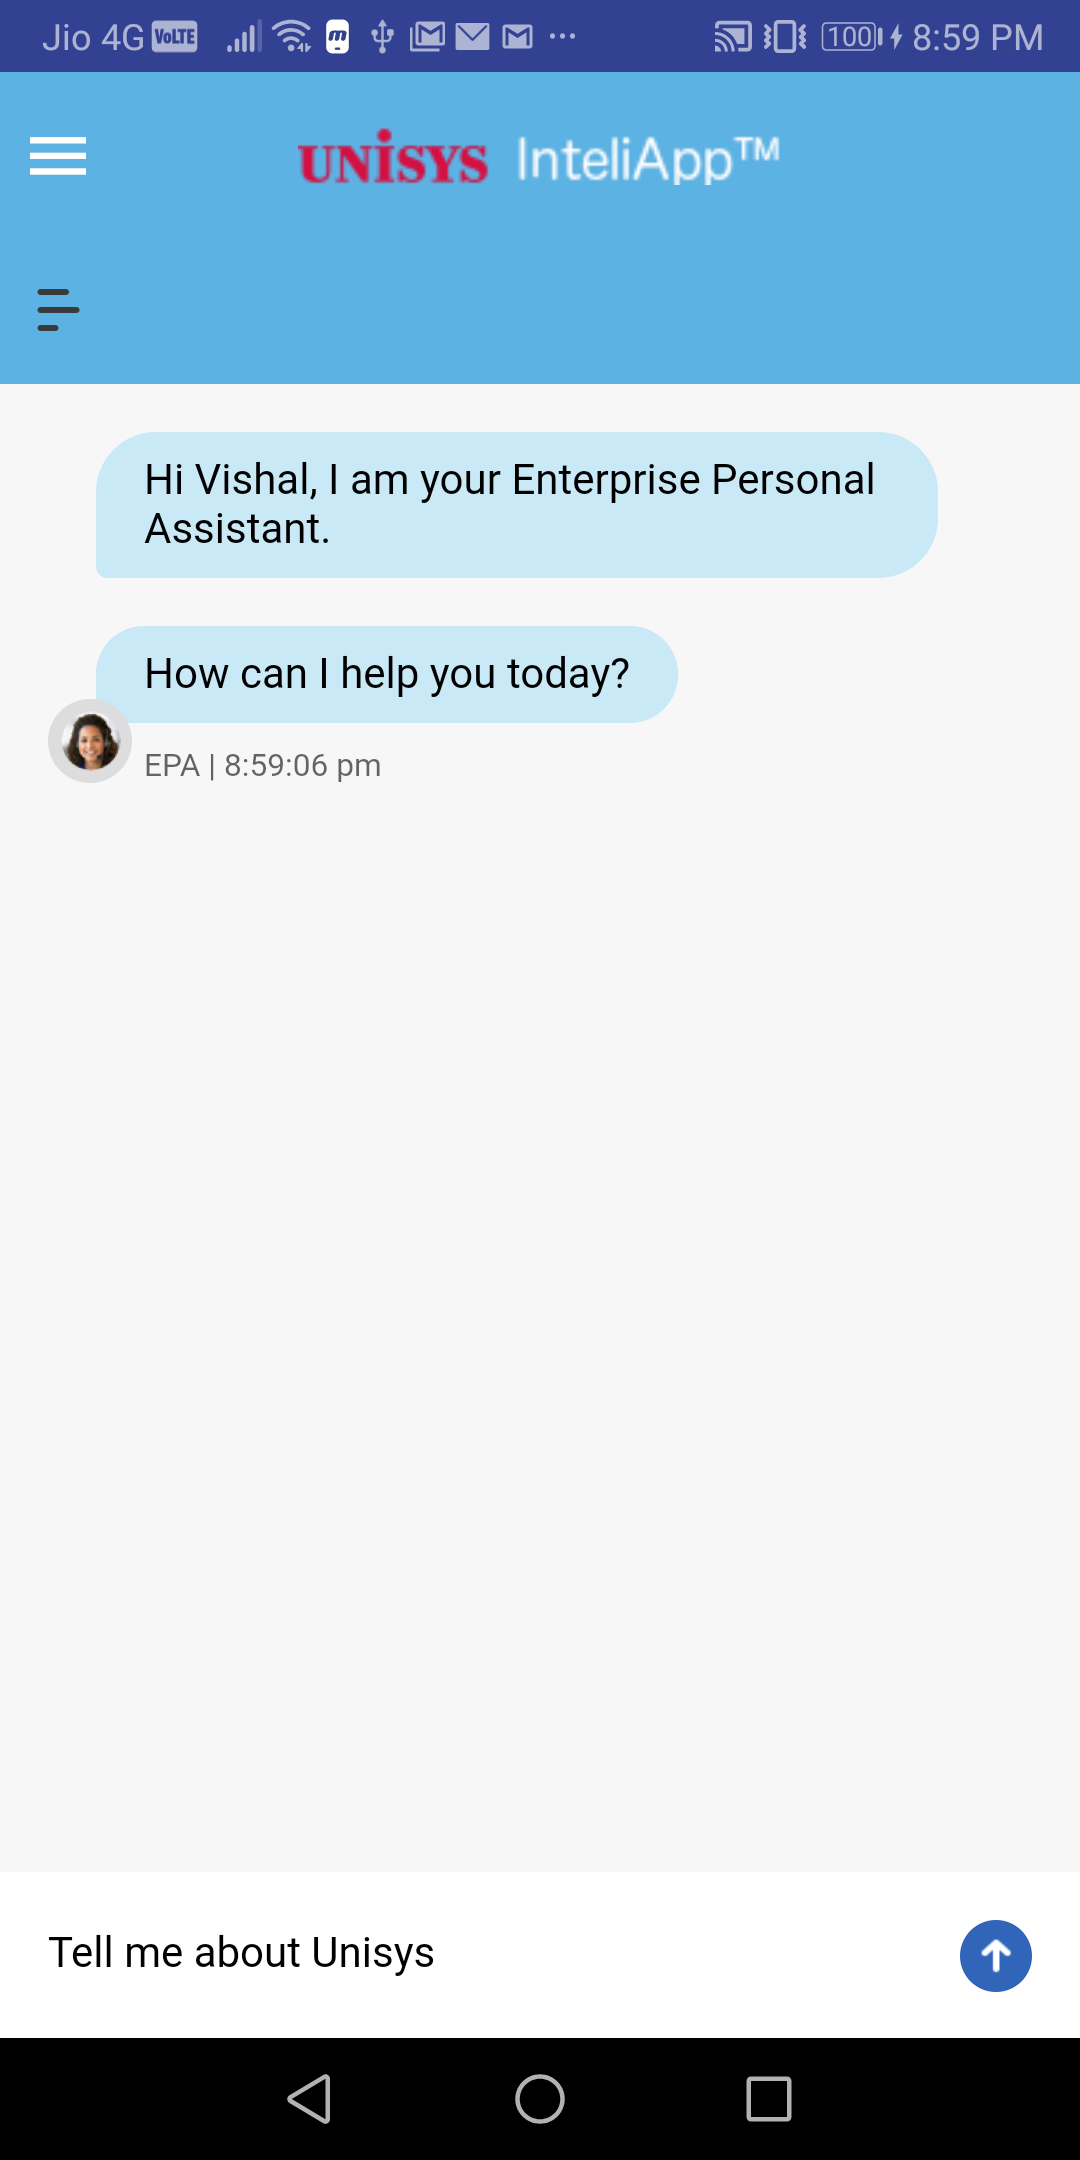 Jio 4G VoLTE 100 8:59 PM
UNiSYS InteliApp™
Hi Vishal, I am your Enterprise Personal
Assistant.
How can I help you today?
EPA | 8:59:06 pm
Tell me about Unisys